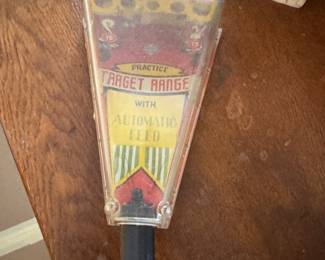 PRACTICE
TARGET RANGE
WITH
AUTOMATIC
FEED